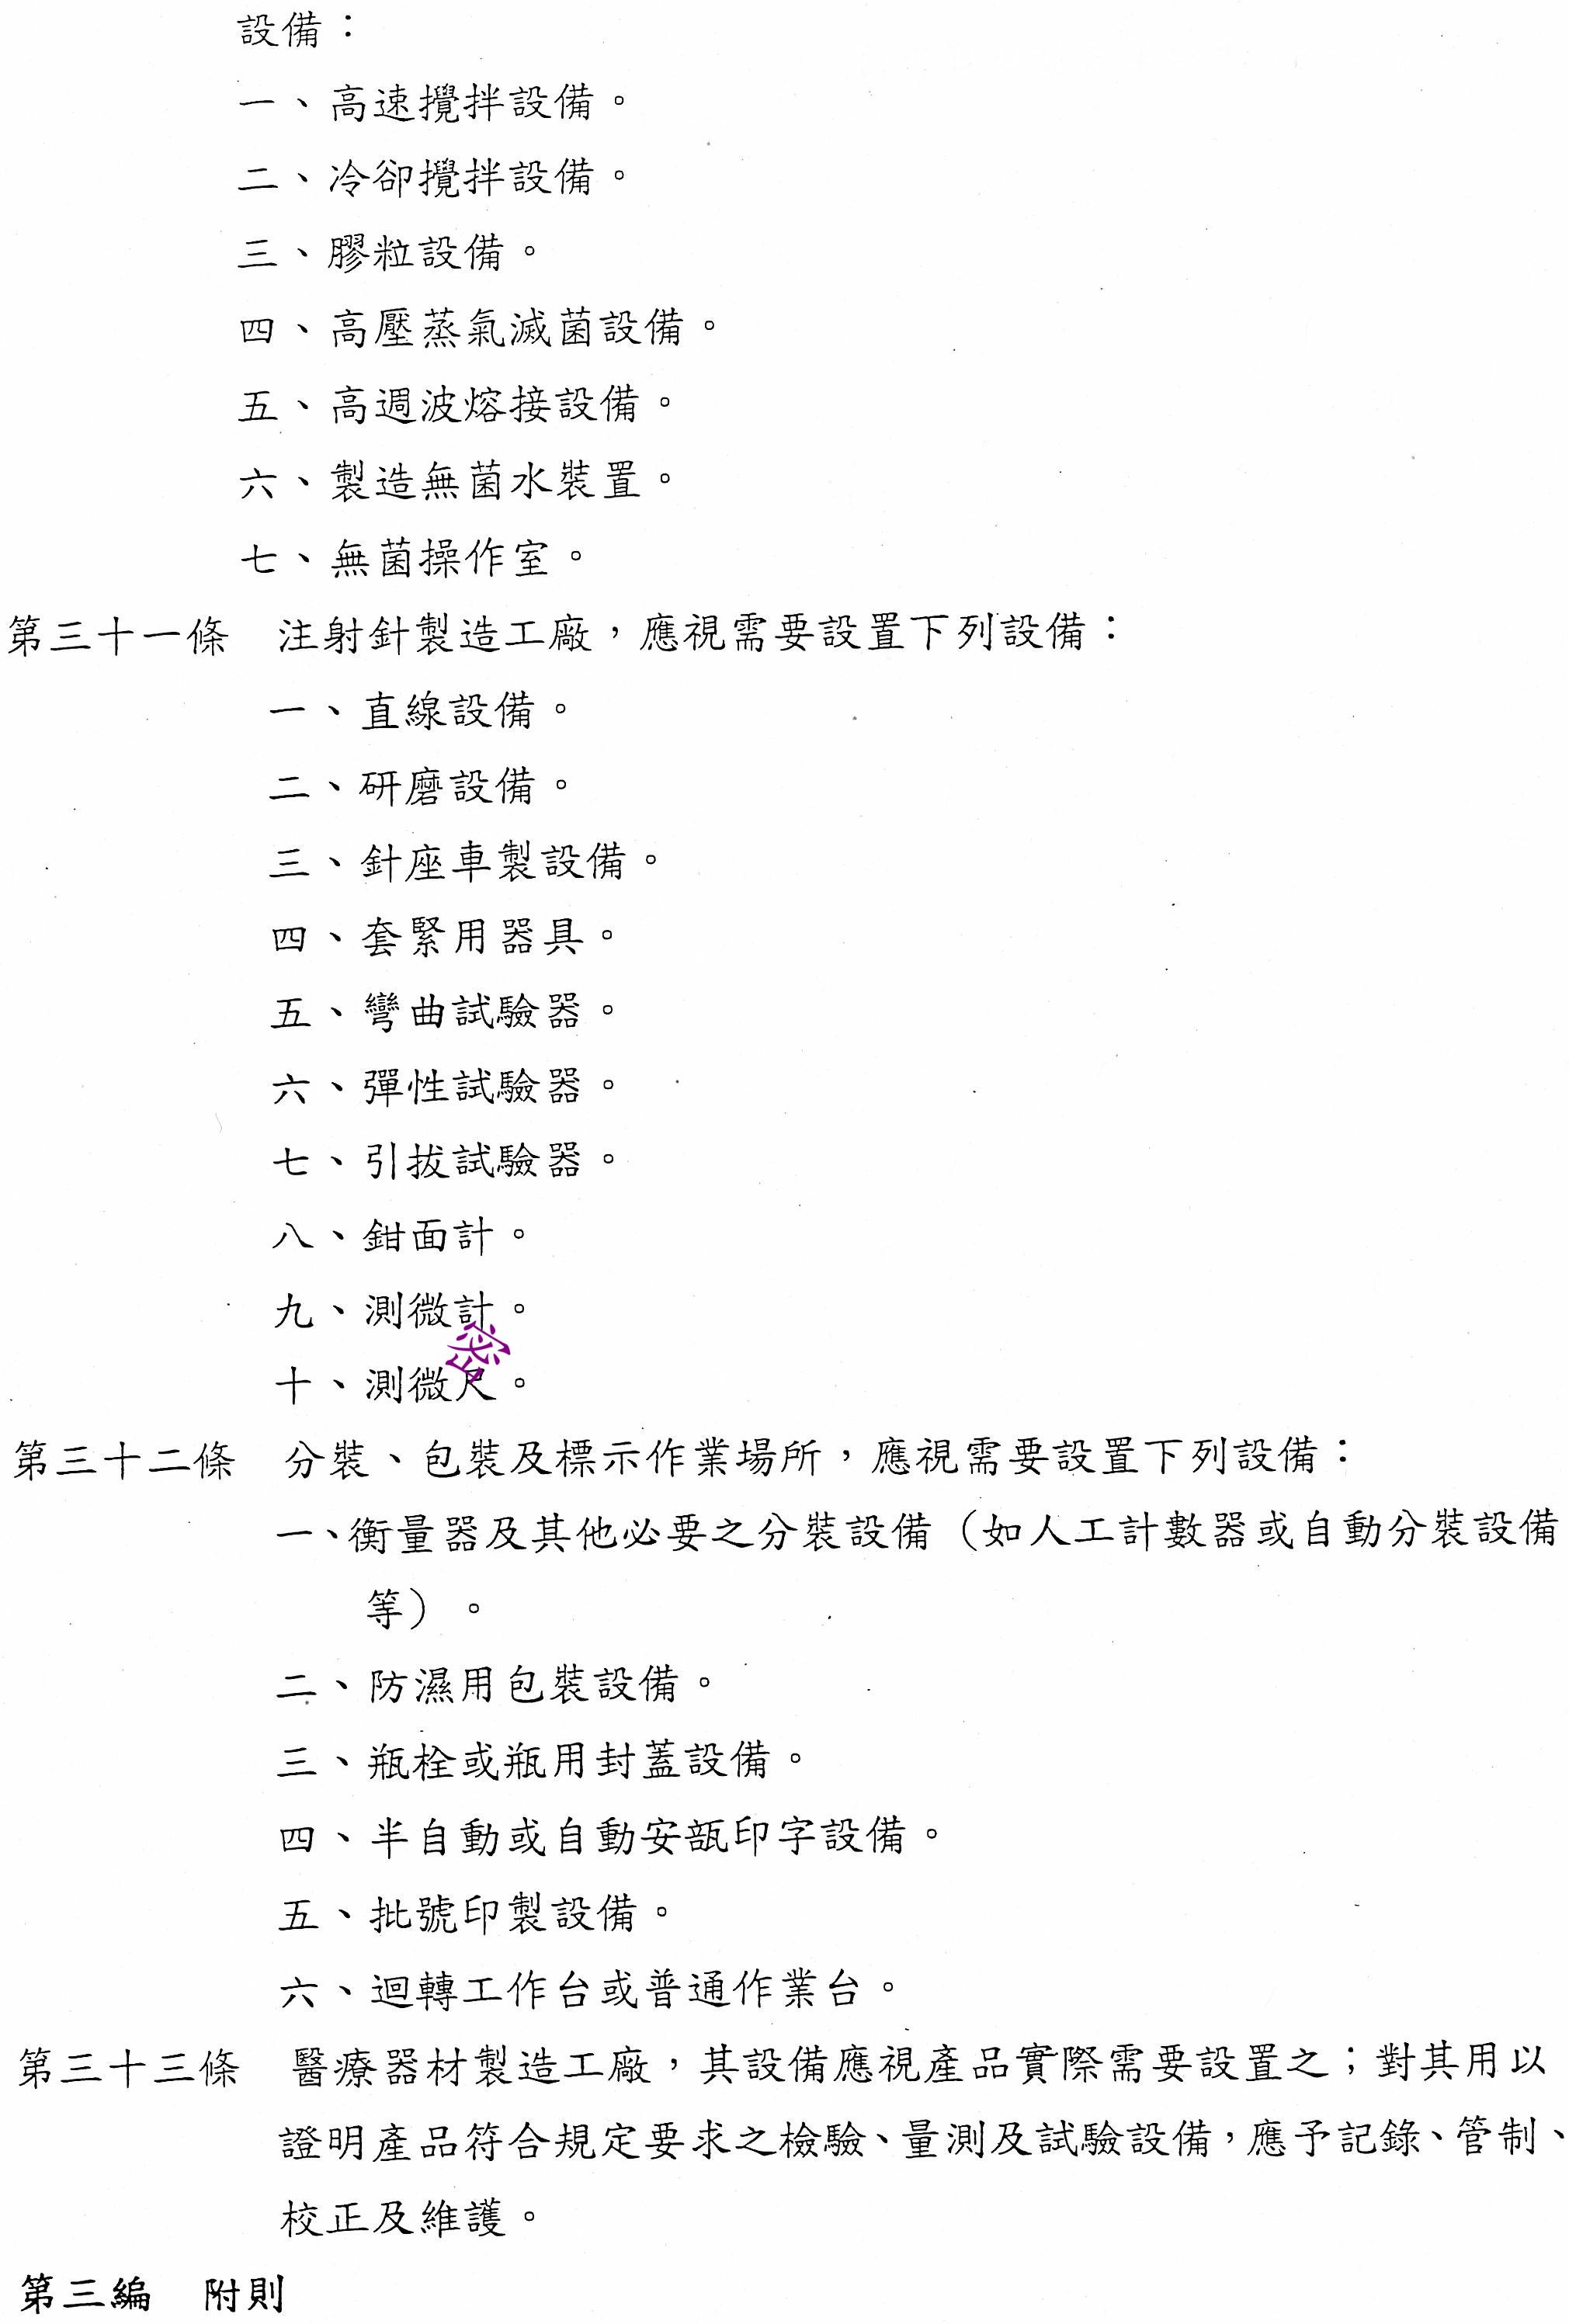 設備：
一、高速攪拌設備。
二、冷卻攪拌設備。
三、膠粒設備。
四、高壓蒸氣滅菌設備。
五、高週波熔接設備。
六、製造無菌水裝置。
七、無菌操作室。
第三十一條　注射針製造工廠，應視需要設置下列設備：
一、直線設備。
二、研磨設備。
三、針座車製設備。
四、套緊用器具。
五、彎曲試驗器。
六、彈性試驗器。
七、引拔試驗器。
八、鉗面計。
九、測微計。
密
十、測微尺。
第三十二條　分裝、包裝及標示作業場所，應視需要設置下列設備：
一、衡量器及其他必要之分裝設備（如人工計數器或自動分裝設備
等）。
二、防濕用包裝設備。
三、瓶栓或瓶用封蓋設備。
四、半自動或自動安瓿印字設備。
五、批號印製設備。
六、迴轉工作台或普通作業台。
第三十三條　醫療器材製造工廠，其設備應視產品實際需要設置之；對其用以
證明產品符合規定要求之檢驗、量測及試驗設備，應予記錄、管制、
校正及維護。
第三編　附則